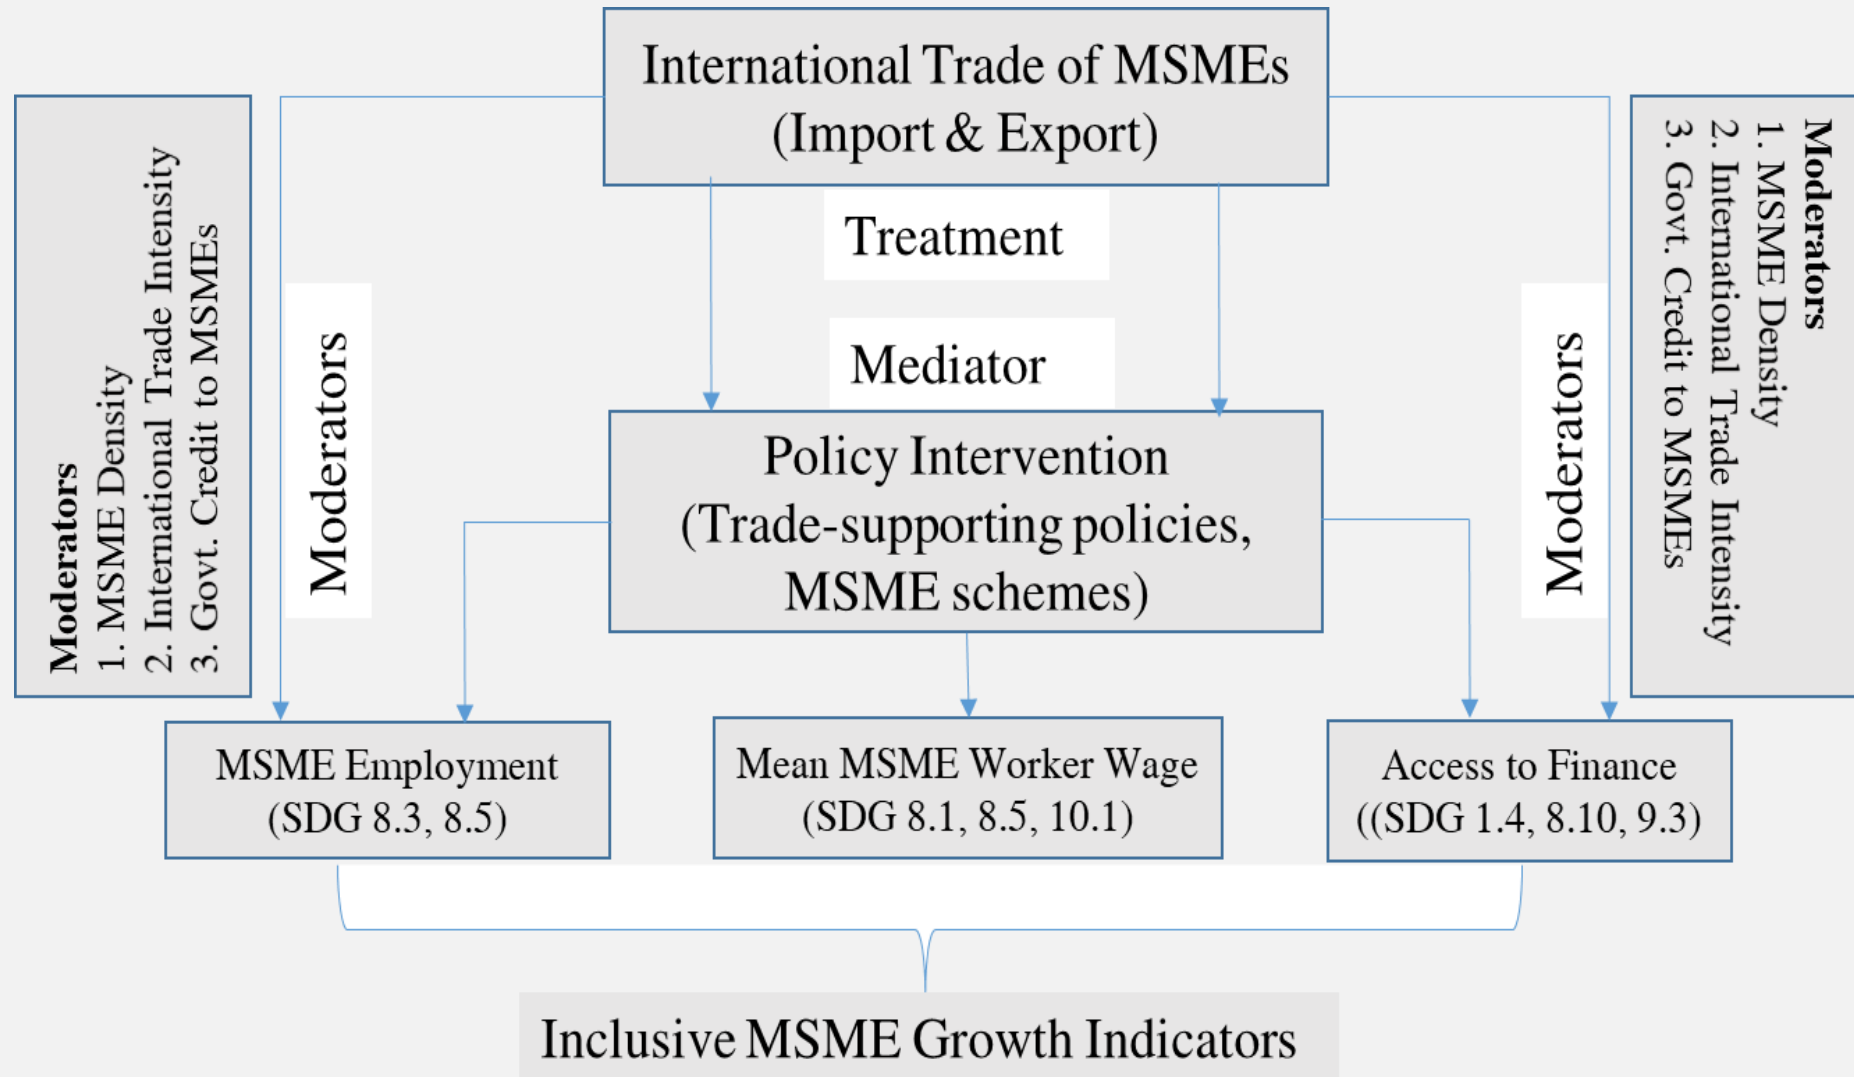 International Trade of MSMEs
(Import & Export)
Moderators
1. MSME Density
2. International Trade Intensity
3. Govt. Credit to MSMEs
Moderators
Treatment
Mediator
Moderators
Moderators
1. MSME Density
2. International Trade Intensity
3. Govt. Credit to MSMEs
Policy Intervention
(Trade-supporting policies,
MSME schemes)
MSME Employment
(SDG 8.3, 8.5)
Mean MSME Worker Wage
(SDG 8.1, 8.5, 10.1)
Access to Finance
((SDG 1.4, 8.10, 9.3)
Inclusive MSME Growth Indicators